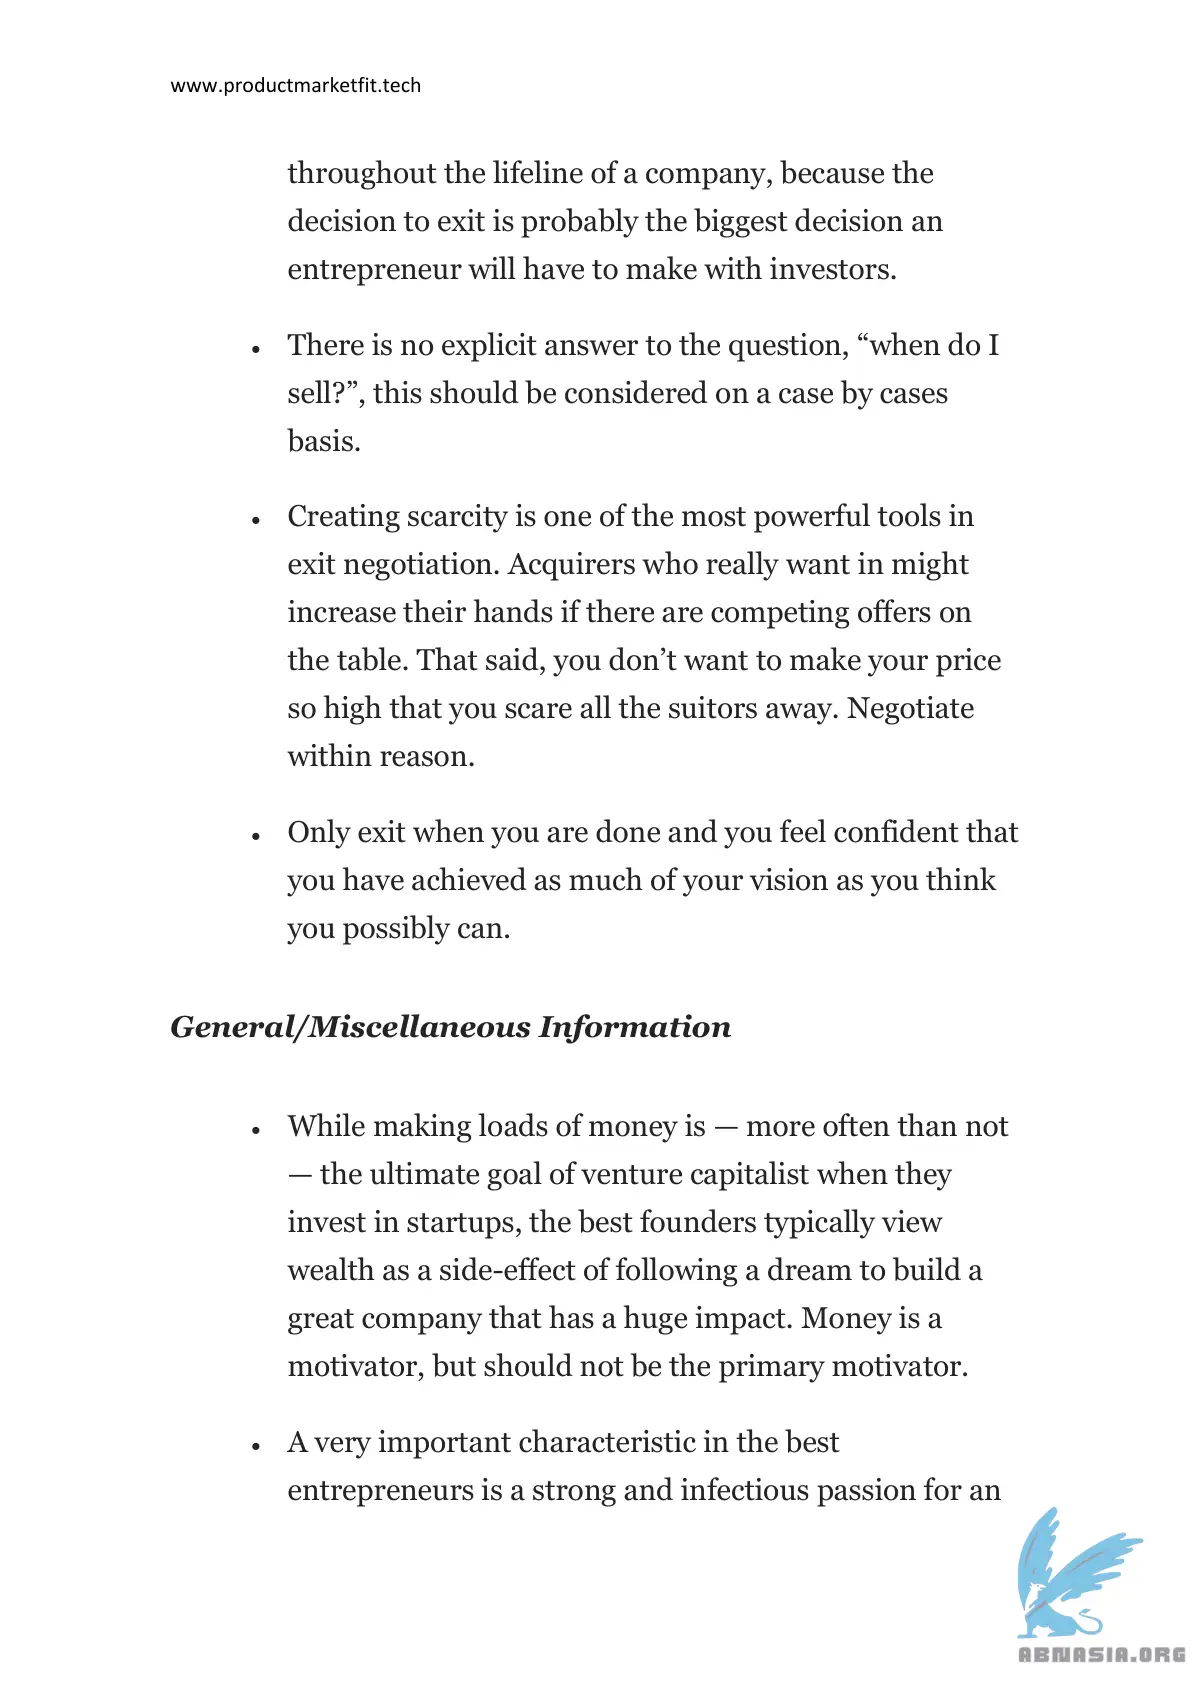 www.productmarketfit.tech
throughout the lifeline of a company, because the
decision to exit is probably the biggest decision an
entrepreneur will have to make with investors.
• There is no explicit answer to the question, “when do I
sell?”, this should be considered on a case by cases
basis.
• Creating scarcity is one of the most powerful tools in
exit negotiation. Acquirers who really want in might
increase their hands if there are competing offers on
the table. That said, you don’t want to make your price
so high that you scare all the suitors away. Negotiate
within reason.
• Only exit when you are done and you feel confident that
you have achieved as much of your vision as you think
you possibly can.
General/Miscellaneous Information
• While making loads of money is — more often than not
— the ultimate goal of venture capitalist when they
invest in startups, the best founders typically view
wealth as a side-effect of following a dream to build a
great company that has a huge impact. Money is a
motivator, but should not be the primary motivator.
• A very important characteristic in the best
entrepreneurs is a strong and infectious passion for an
ABNASIA.ORG